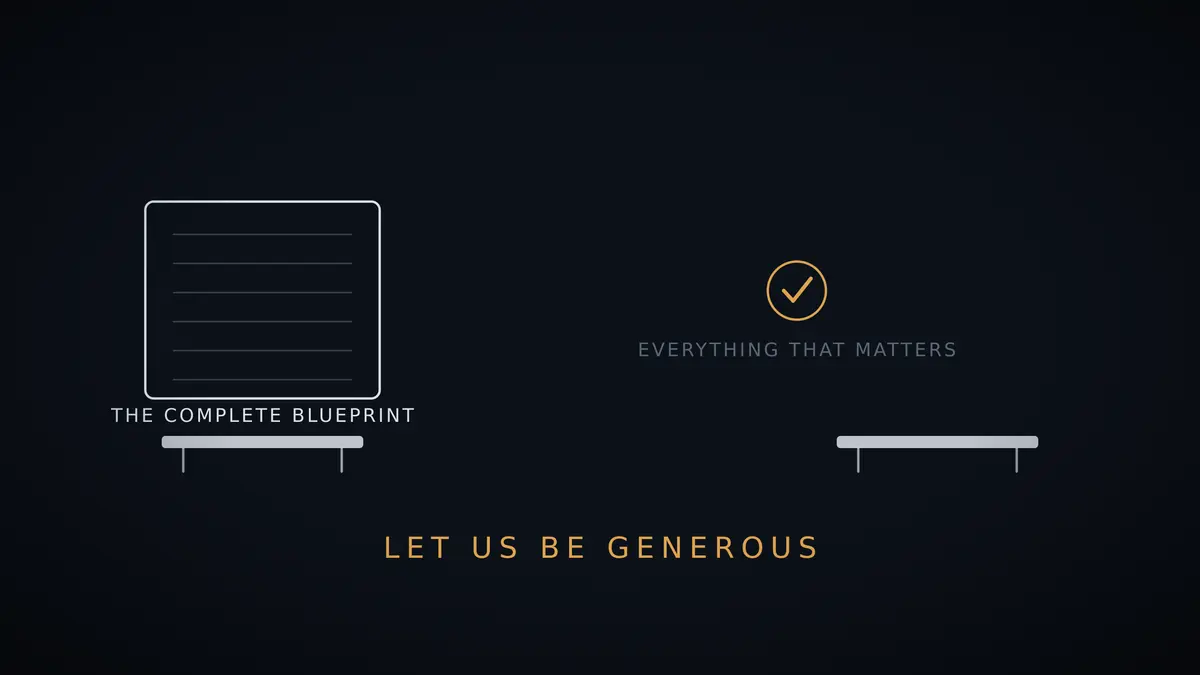 THE COMPLETE BLUEPRINT
EVERYTHING THAT MATTERS
LET US BE GENEROUS